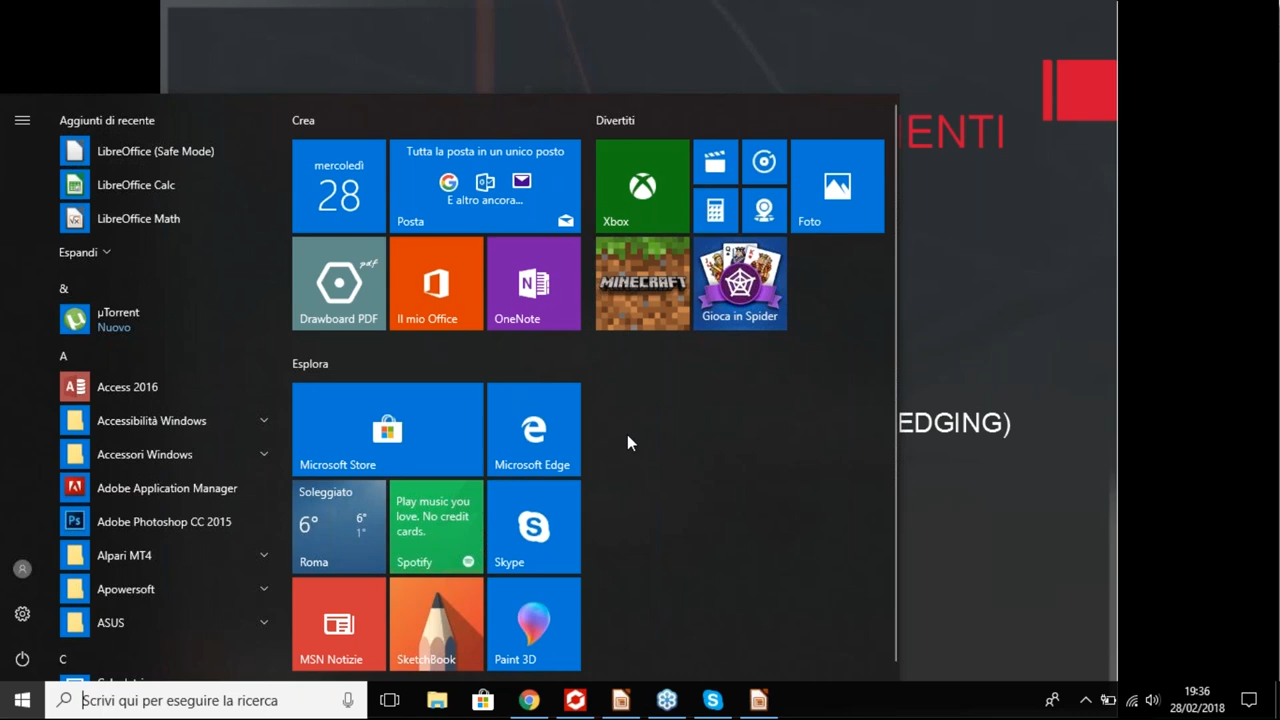 ENTI
EDGING)
Aggiunti di recente
LibreOffice (Safe Mode)
LibreOffice Calc
LibreOffice Math
Espandi
&
µTorrent
Nuovo
A
Access 2016
Accessibilità Windows
Accessori Windows
Adobe Application Manager
Adobe Photoshop CC 2015
Alpari MT4
Apowersoft
ASUS
C
Crea
mercoledì
28
Tutta la posta in un unico posto
E altro ancora...
Posta
Drawboard PDF
Il mio Office
OneNote
Divertiti
Xbox
Foto
MINECRAFT
Gioca in Spider
Esplora
Microsoft Store
Microsoft Edge
Soleggiato
6°
6°
1°
Roma
Play music you
love. No credit
cards.
Spotify
Skype
MSN Notizie
SketchBook
Paint 3D
Scrivi qui per eseguire la ricerca
19:36
28/02/2018